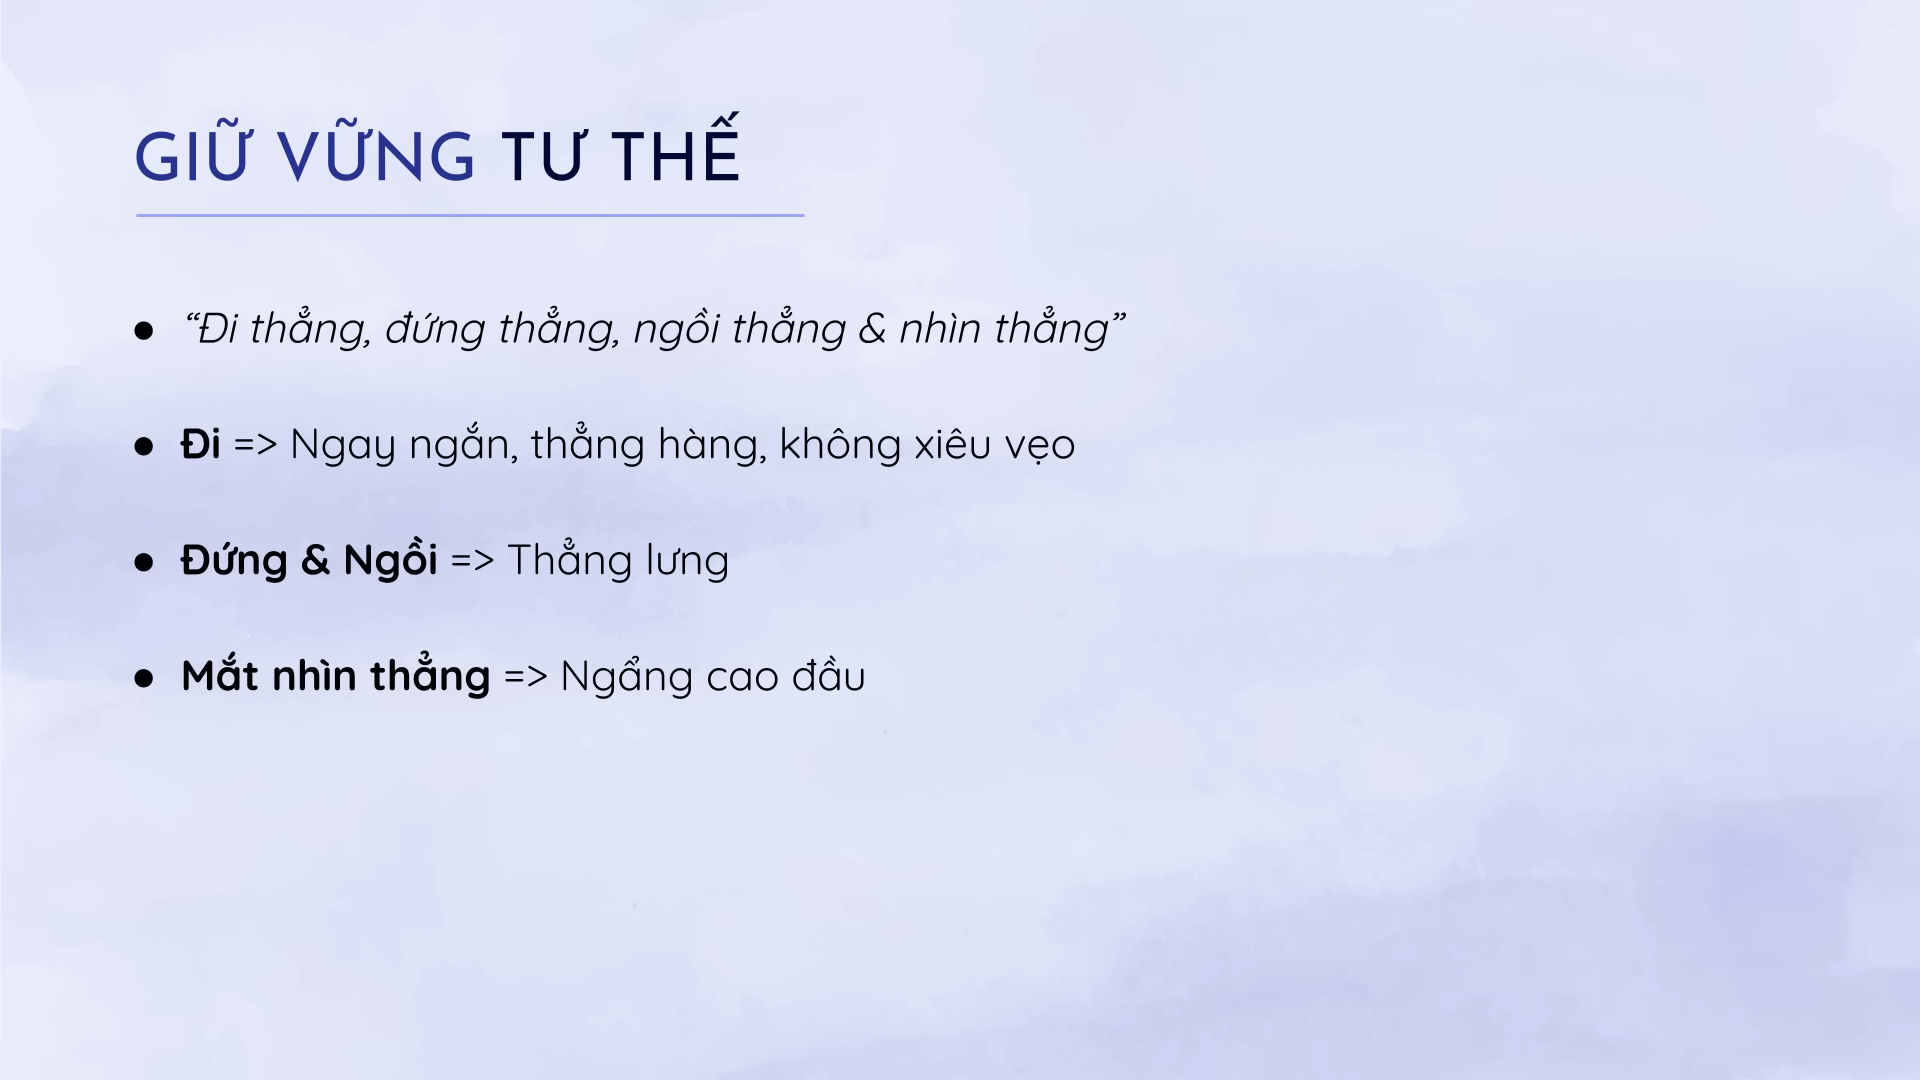 GIỮ VỮNG TƯ THẾ
● “Đi thẳng, đứng thẳng, ngồi thẳng & nhìn thẳng”
● Đi => Ngay ngắn, thẳng hàng, không xiêu vẹo
● Đứng & Ngồi => Thẳng lưng
● Mắt nhìn thẳng => Ngẩng cao đầu